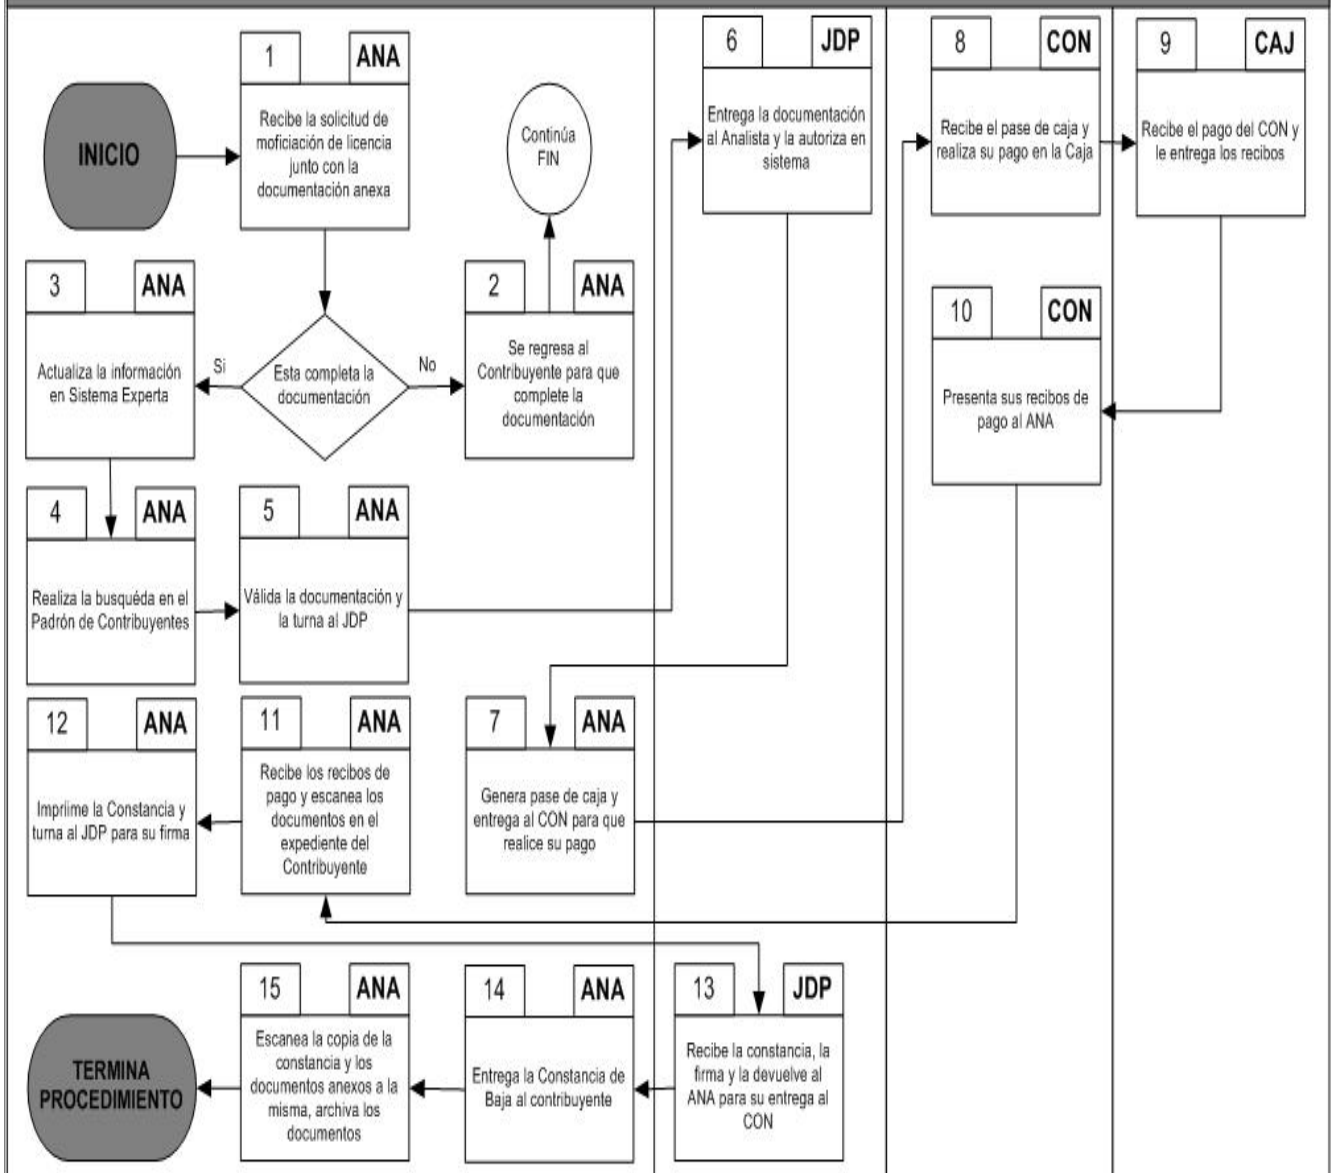 INICIO
1
ANA
Recibe la solicitud de
moficiación de licencia
junto con la
documentación anexa
Continúa
FIN
6
JDP
Entrega la documentación
al Analista y la autoriza en
sistema
8
CON
Recibe el pase de caja y
realiza su pago en la Caja
9
CAJ
Recibe el pago del CON y
le entrega los recibos
3
ANA
Actualiza la información
en Sistema Experta
Si
Esta completa la
documentación
No
2
ANA
Se regresa al
Contribuyente para que
complete la
documentación
10
CON
Presenta sus recibos de
pago al ANA
4
ANA
Realiza la busquéda en el
Padrón de Contribuyentes
5
ANA
Válida la documentación y
la turna al JDP
12
ANA
Imprlime la Constancia y
turna al JDP para su firma
11
ANA
Recibe los recibos de
pago y escanea los
documentos en el
expediente del
Contribuyente
7
ANA
Genera pase de caja y
entrega al CON para que
realice su pago
TERMINA
PROCEDIMIENTO
15
ANA
Escanea la copia de la
constancia y los
documentos anexos a la
misma, archiva los
documentos
14
ANA
Entrega la Constancia de
Baja al contribuyente
13
JDP
Recibe la constancia, la
firma y la devuelve al
ANA para su entrega al
CON